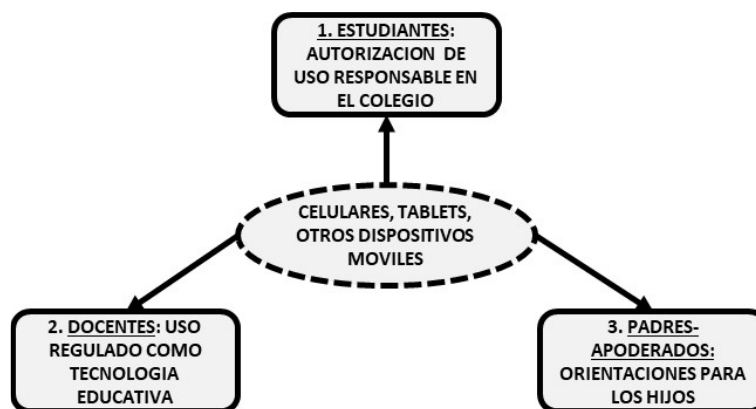 1. ESTUDIANTES:
AUTORIZACION DE
USO RESPONSABLE EN
EL COLEGIO
CELULARES, TABLETS,
OTROS DISPOSITIVOS
MOVILES
2. DOCENTES: USO
REGULADO COMO
TECNOLOGIA
EDUCATIVA
3. PADRES-
APODERADOS:
ORIENTACIONES PARA
LOS HIJOS